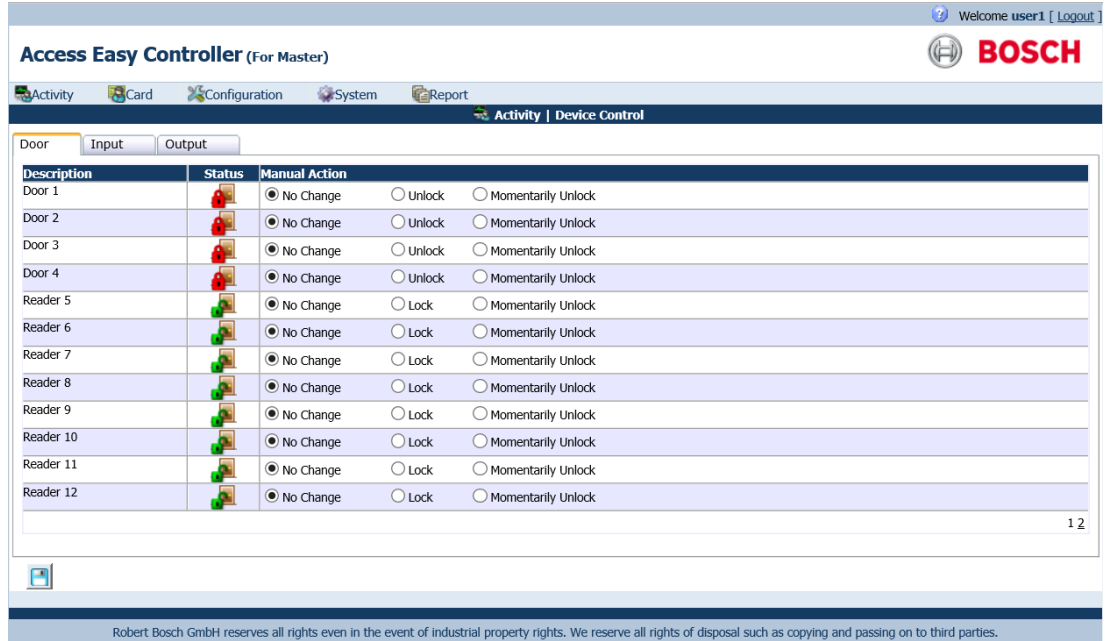 Welcome user1 [ Logout ]
Access Easy Controller (For Master)
BOSCH
Activity Card Configuration System Report
Activity | Device Control
Door Input Output
Description Status Manual Action
Door 1 No Change Unlock Momentarily Unlock
Door 2 No Change Unlock Momentarily Unlock
Door 3 No Change Unlock Momentarily Unlock
Door 4 No Change Unlock Momentarily Unlock
Reader 5 No Change Lock Momentarily Unlock
Reader 6 No Change Lock Momentarily Unlock
Reader 7 No Change Lock Momentarily Unlock
Reader 8 No Change Lock Momentarily Unlock
Reader 9 No Change Lock Momentarily Unlock
Reader 10 No Change Lock Momentarily Unlock
Reader 11 No Change Lock Momentarily Unlock
Reader 12 No Change Lock Momentarily Unlock
1 2
Robert Bosch GmbH reserves all rights even in the event of industrial property rights. We reserve all rights of disposal such as copying and passing on to third parties.